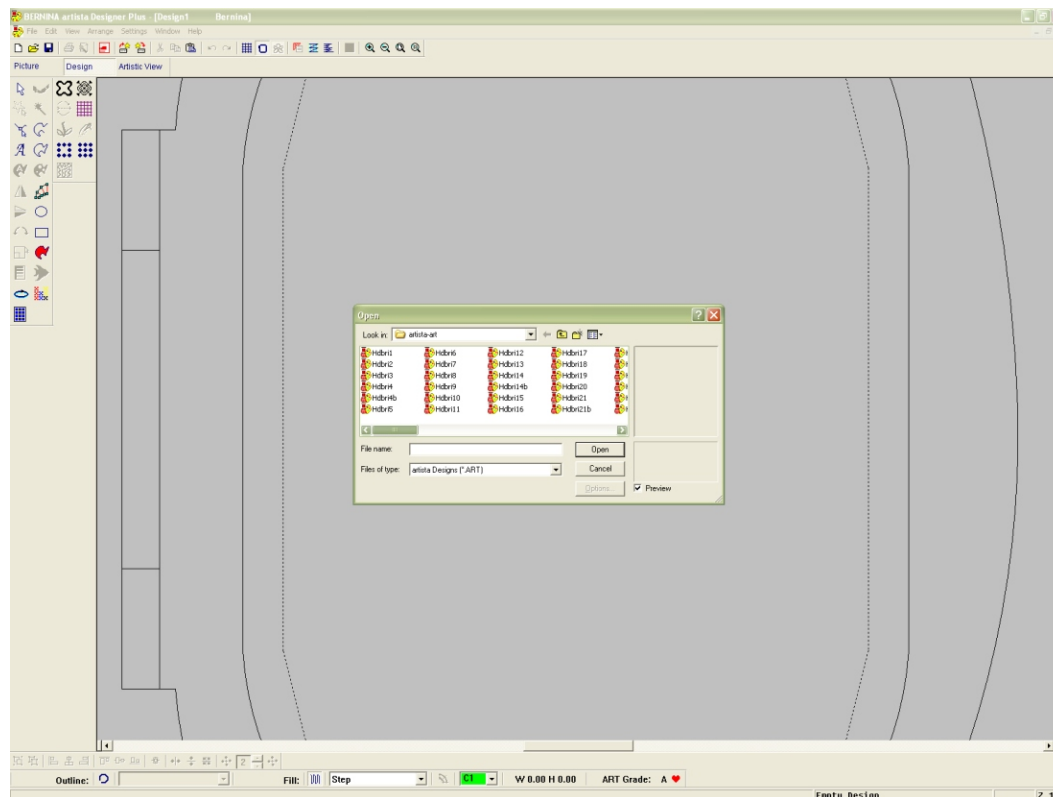 BERNINA artista Designer Plus - [Design1 Bernina]
File Edit View Arrange Settings Window Help
Picture Design Artistic View
Open
Look in: artista-art
Hdbri1 Hdbri6 Hdbri12 Hdbri17
Hdbri2 Hdbri7 Hdbri13 Hdbri18
Hdbri3 Hdbri8 Hdbri14 Hdbri19
Hdbri4 Hdbri9 Hdbri14b Hdbri20
Hdbri4b Hdbri10 Hdbri15 Hdbri21
Hdbri5 Hdbri11 Hdbri16 Hdbri21b
File name: Open
Files of type: artista Designs (*.ART) Cancel
Options... Preview
Outline: Fill: Step C1 W 0.00 H 0.00 ART Grade: A
Empty Design Z 1